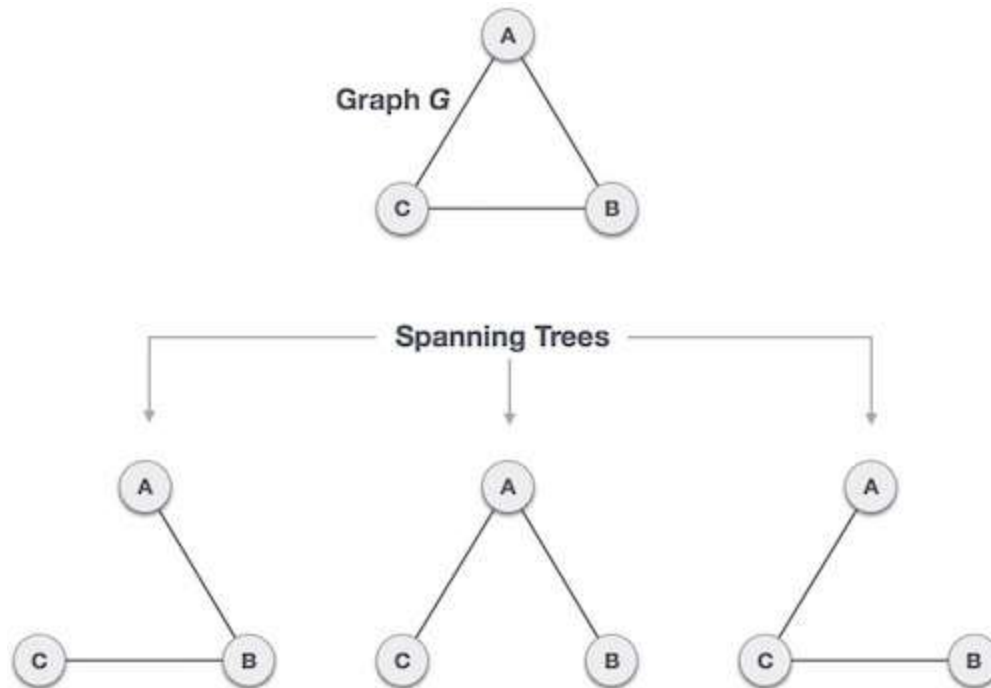 A
Graph G
C B
Spanning Trees
A A A
C B C B C B